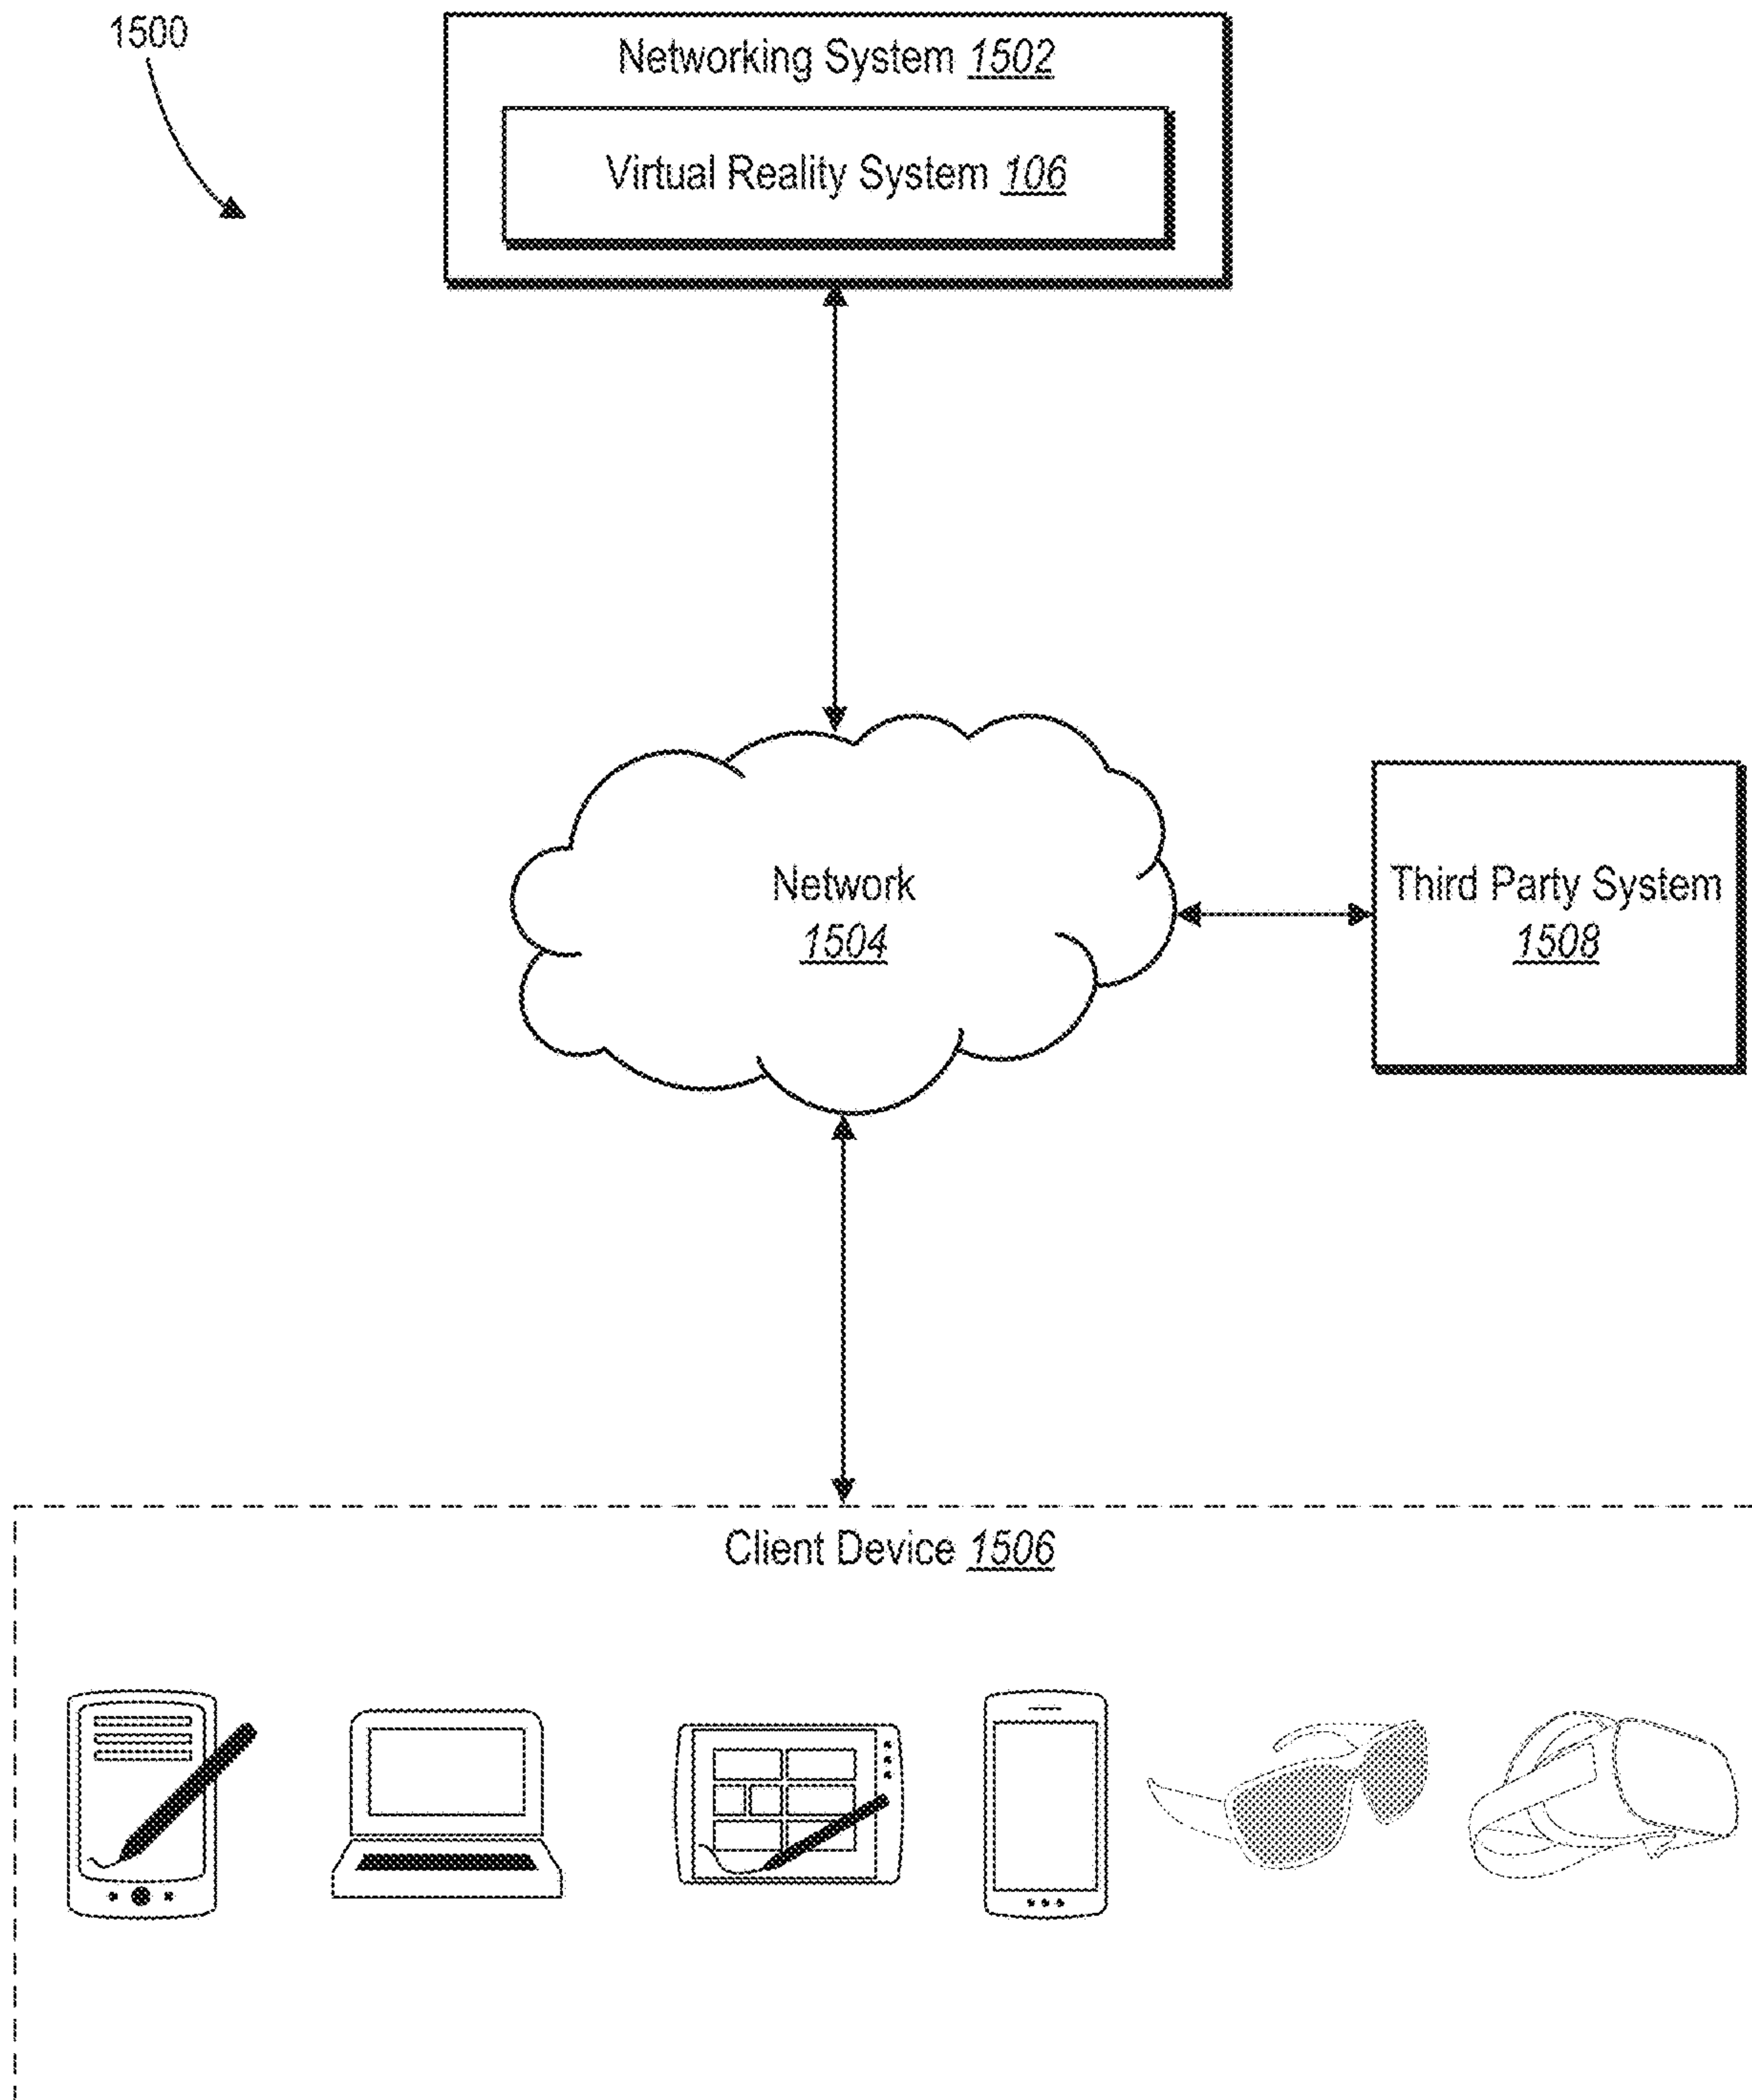 1500
Networking System 1502
Virtual Reality System 106
Network
1504
Third Party System
1508
Client Device 1506